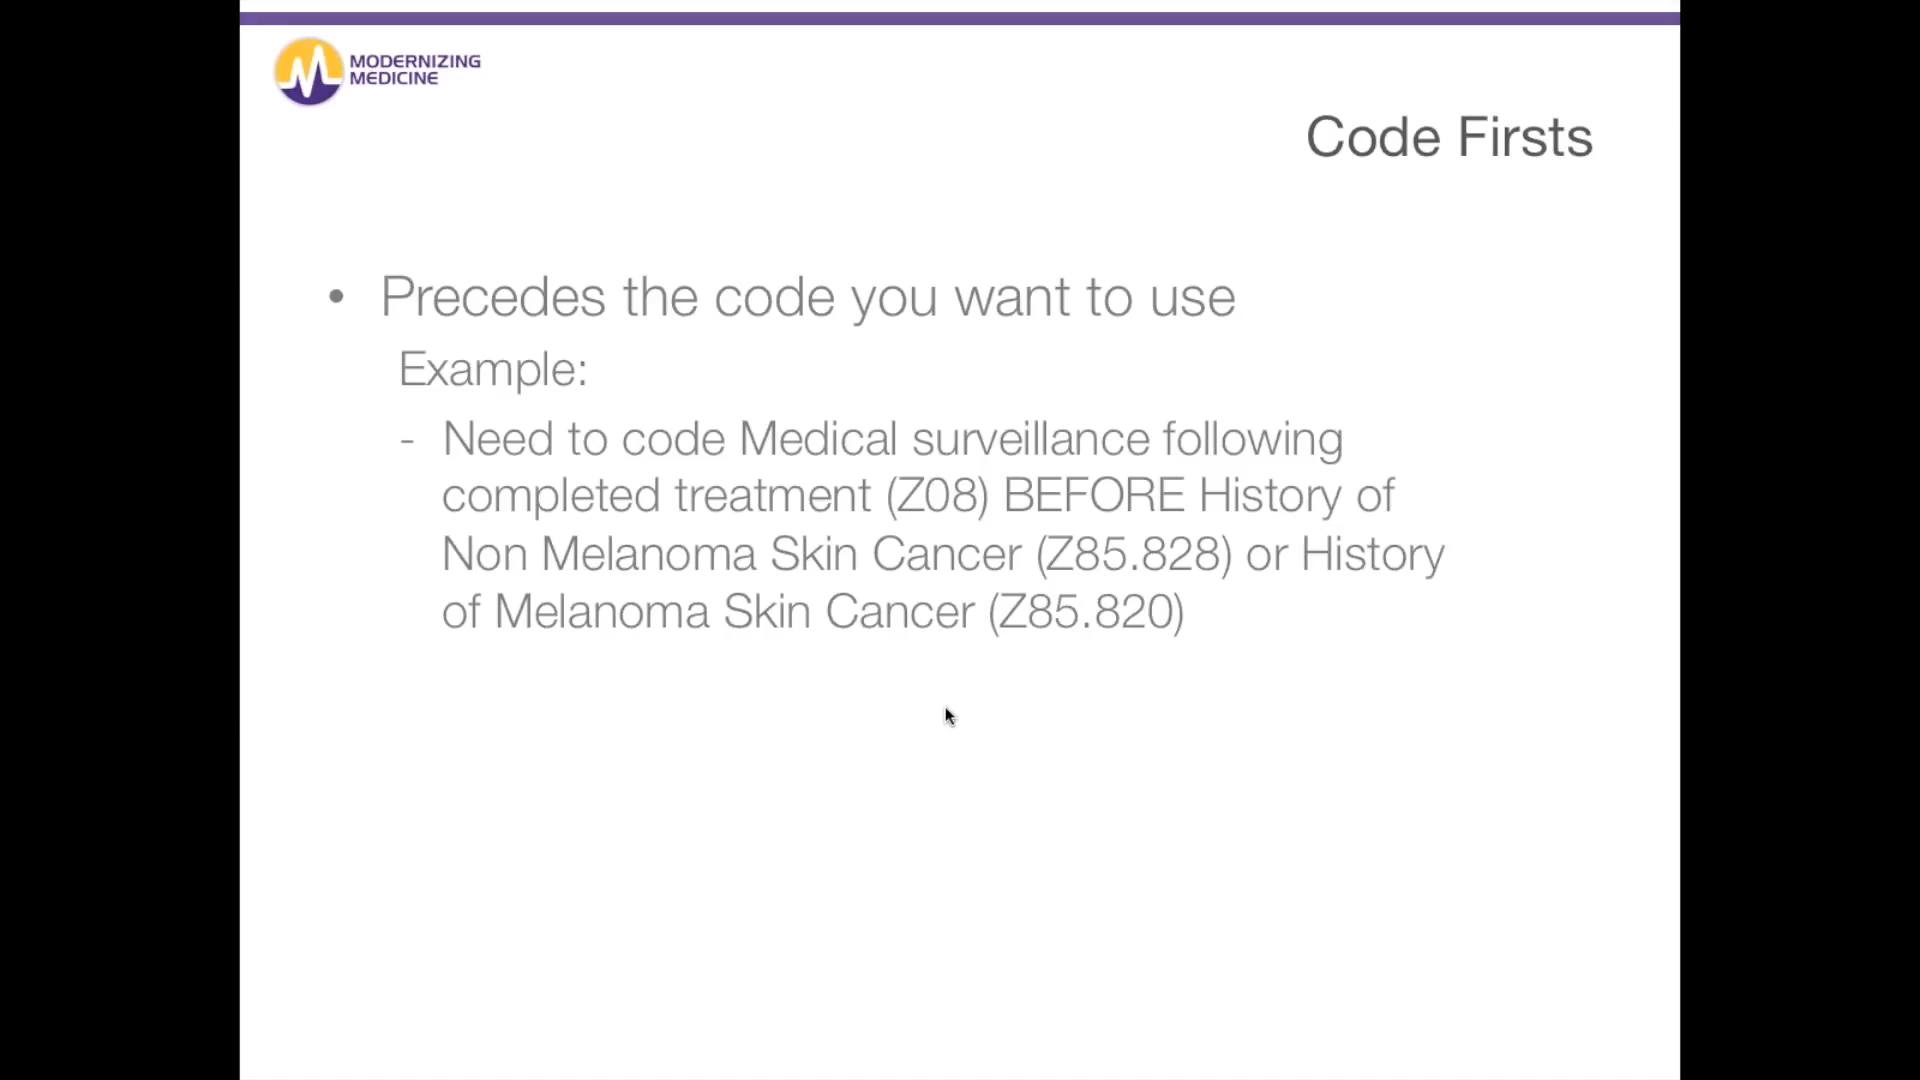 MODERNIZING
MEDICINE
Code Firsts
• Precedes the code you want to use
Example:
- Need to code Medical surveillance following
completed treatment (Z08) BEFORE History of
Non Melanoma Skin Cancer (Z85.828) or History
of Melanoma Skin Cancer (Z85.820)